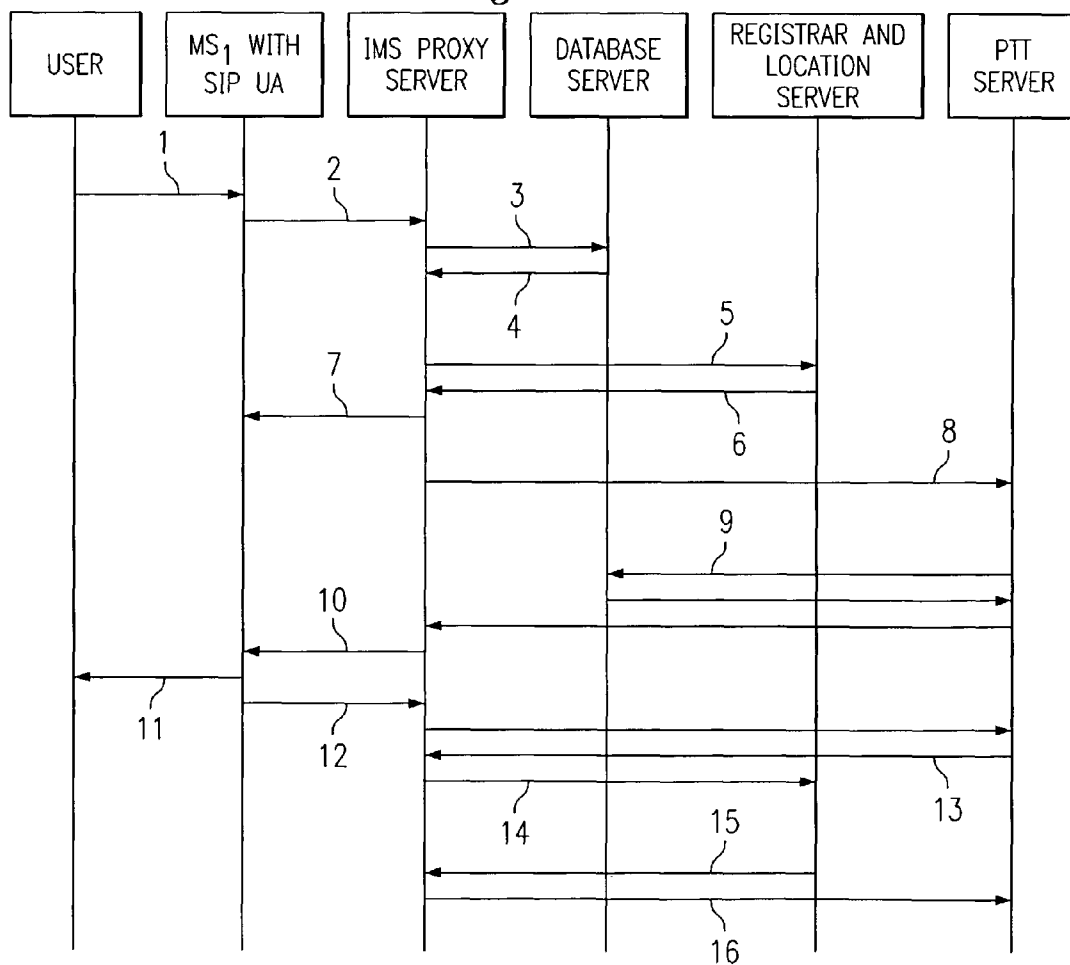 USER
MS1 WITH
SIP UA
IMS PROXY
SERVER
DATABASE
SERVER
REGISTRAR AND
LOCATION
SERVER
PTT
SERVER
1
2
3
4
5
7
6
8
9
10
11
12
13
14
15
16